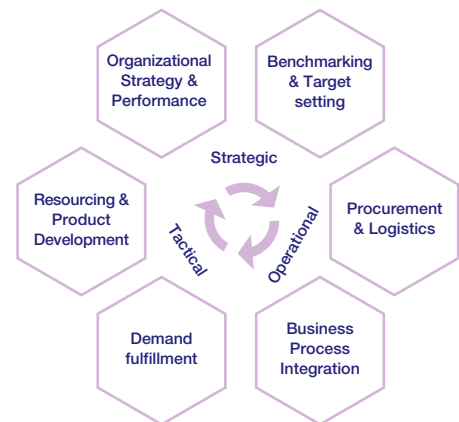 Organizational
Strategy &
Performance
Benchmarking
& Target
setting
Strategic
Resourcing &
Product
Development
Tactical
Operational
Procurement
& Logistics
Demand
fulfillment
Business
Process
Integration